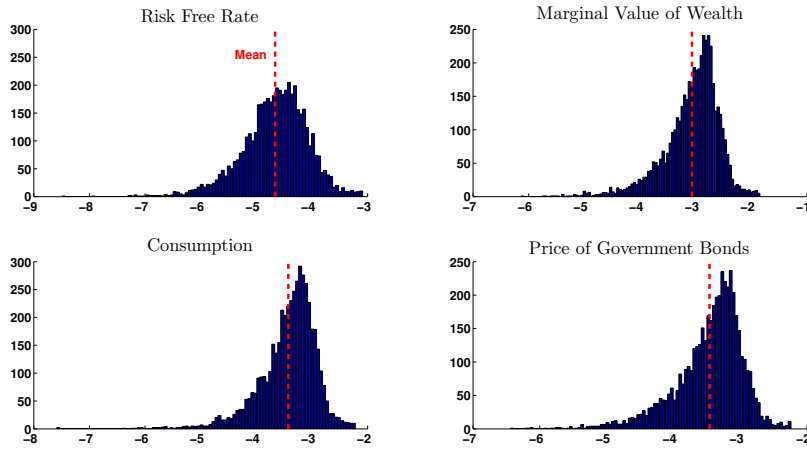 Risk Free Rate
300
250
200
150
100
50
0
Mean
−9 −8 −7 −6 −5 −4 −3
Marginal Value of Wealth
250
200
150
100
50
0
−7 −6 −5 −4 −3 −2 −1
Consumption
300
250
200
150
100
50
0
−8 −7 −6 −5 −4 −3 −2
Price of Government Bonds
250
200
150
100
50
0
−7 −6 −5 −4 −3 −2